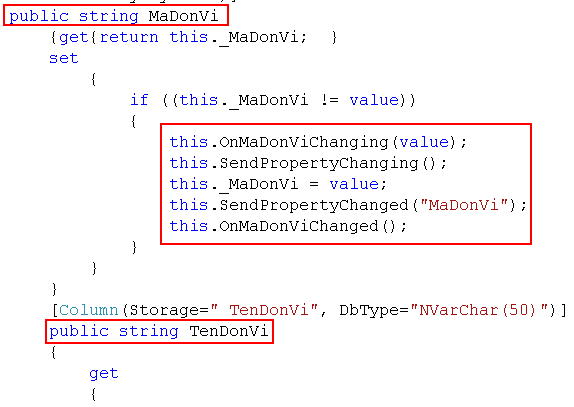 public string MaDonVi
{get{return this._MaDonVi;  }
set
{
if ((this._MaDonVi != value))
{
this.OnMaDonViChanging(value);
this.SendPropertyChanging();
this._MaDonVi = value;
this.SendPropertyChanged("MaDonVi");
this.OnMaDonViChanged();
}
}
}
[Column(Storage=" TenDonVi", DbType="NVarChar(50)")]
public string TenDonVi
{
get
{